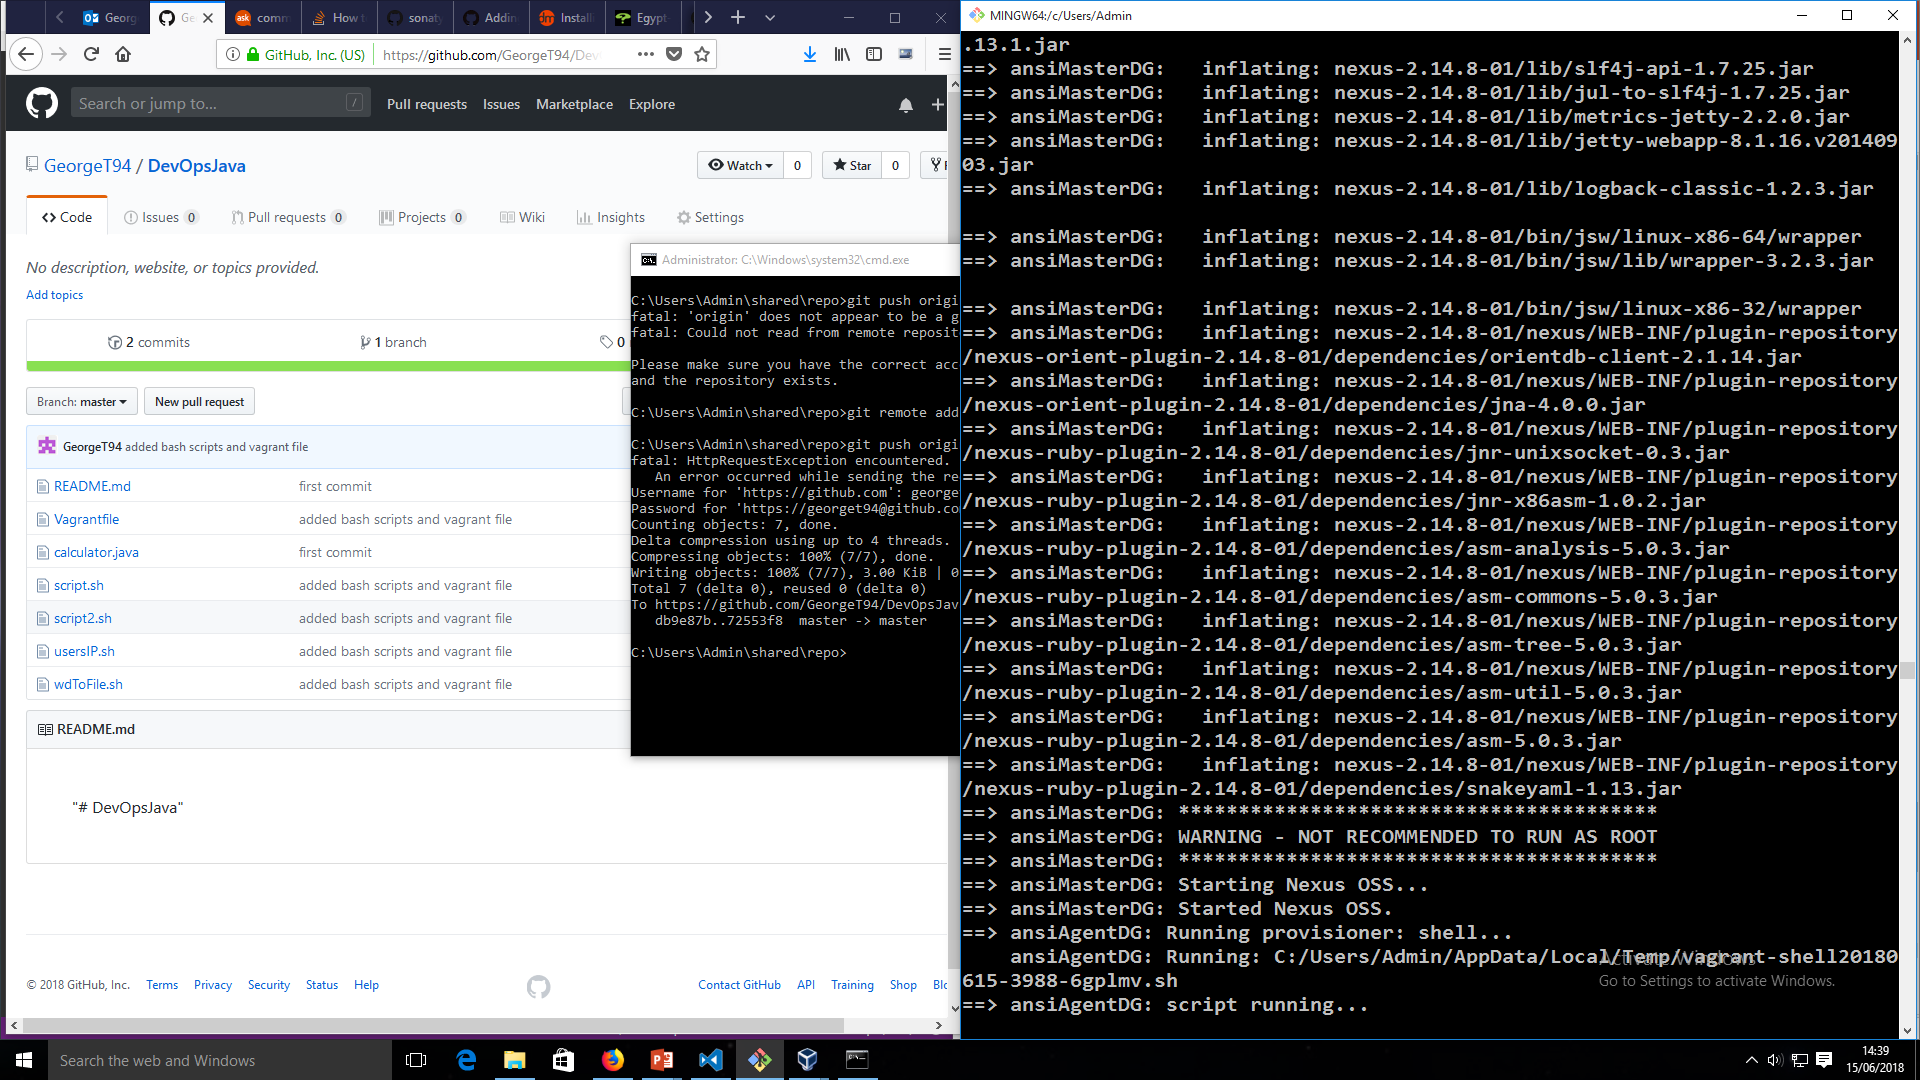 Georg
Ge
comm
How t
sonaty
Addin
Install
Egypt-
GitHub, Inc. (US)
https://github.com/GeorgeT94/Dev
Search or jump to...
/
Pull requests
Issues
Marketplace
Explore
GeorgeT94 / DevOpsJava
Watch
0
Star
0
F
Code
Issues 0
Pull requests 0
Projects 0
Wiki
Insights
Settings
No description, website, or topics provided.
Add topics
2 commits
1 branch
0
Branch: master
New pull request
GeorgeT94 added bash scripts and vagrant file
README.md first commit
Vagrantfile added bash scripts and vagrant file
calculator.java first commit
script.sh added bash scripts and vagrant file
script2.sh added bash scripts and vagrant file
usersIP.sh added bash scripts and vagrant file
wdToFile.sh added bash scripts and vagrant file
README.md
"# DevOpsJava"
© 2018 GitHub, Inc.
Terms
Privacy
Security
Status
Help
Contact GitHub
API
Training
Shop
Blo
Administrator: C:\Windows\system32\cmd.exe
C:\Users\Admin\shared\repo>git push origi
fatal: 'origin' does not appear to be a g
fatal: Could not read from remote reposit
Please make sure you have the correct acc
and the repository exists.
C:\Users\Admin\shared\repo>git remote add
C:\Users\Admin\shared\repo>git push origi
fatal: HttpRequestException encountered.
An error occurred while sending the re
Username for 'https://github.com': george
Password for 'https://georget94@github.co
Counting objects: 7, done.
Delta compression using up to 4 threads.
Compressing objects: 100% (7/7), done.
Writing objects: 100% (7/7), 3.00 KiB | 0
Total 7 (delta 0), reused 0 (delta 0)
To https://github.com/GeorgeT94/DevOpsJav
db9e87b..72553f8  master -> master
C:\Users\Admin\shared\repo>
MINGW64:/c/Users/Admin
.13.1.jar
==> ansiMasterDG:   inflating: nexus-2.14.8-01/lib/slf4j-api-1.7.25.jar
==> ansiMasterDG:   inflating: nexus-2.14.8-01/lib/jul-to-slf4j-1.7.25.jar
==> ansiMasterDG:   inflating: nexus-2.14.8-01/lib/metrics-jetty-2.2.0.jar
==> ansiMasterDG:   inflating: nexus-2.14.8-01/lib/jetty-webapp-8.1.16.v201409
03.jar
==> ansiMasterDG:   inflating: nexus-2.14.8-01/lib/logback-classic-1.2.3.jar
==> ansiMasterDG:   inflating: nexus-2.14.8-01/bin/jsw/linux-x86-64/wrapper
==> ansiMasterDG:   inflating: nexus-2.14.8-01/bin/jsw/lib/wrapper-3.2.3.jar
==> ansiMasterDG:   inflating: nexus-2.14.8-01/bin/jsw/linux-x86-32/wrapper
==> ansiMasterDG:   inflating: nexus-2.14.8-01/nexus/WEB-INF/plugin-repository
/nexus-orient-plugin-2.14.8-01/dependencies/orientdb-client-2.1.14.jar
==> ansiMasterDG:   inflating: nexus-2.14.8-01/nexus/WEB-INF/plugin-repository
/nexus-orient-plugin-2.14.8-01/dependencies/jna-4.0.0.jar
==> ansiMasterDG:   inflating: nexus-2.14.8-01/nexus/WEB-INF/plugin-repository
/nexus-ruby-plugin-2.14.8-01/dependencies/jnr-unixsocket-0.3.jar
==> ansiMasterDG:   inflating: nexus-2.14.8-01/nexus/WEB-INF/plugin-repository
/nexus-ruby-plugin-2.14.8-01/dependencies/jnr-x86asm-1.0.2.jar
==> ansiMasterDG:   inflating: nexus-2.14.8-01/nexus/WEB-INF/plugin-repository
/nexus-ruby-plugin-2.14.8-01/dependencies/asm-analysis-5.0.3.jar
==> ansiMasterDG:   inflating: nexus-2.14.8-01/nexus/WEB-INF/plugin-repository
/nexus-ruby-plugin-2.14.8-01/dependencies/asm-commons-5.0.3.jar
==> ansiMasterDG:   inflating: nexus-2.14.8-01/nexus/WEB-INF/plugin-repository
/nexus-ruby-plugin-2.14.8-01/dependencies/asm-tree-5.0.3.jar
==> ansiMasterDG:   inflating: nexus-2.14.8-01/nexus/WEB-INF/plugin-repository
/nexus-ruby-plugin-2.14.8-01/dependencies/asm-util-5.0.3.jar
==> ansiMasterDG:   inflating: nexus-2.14.8-01/nexus/WEB-INF/plugin-repository
/nexus-ruby-plugin-2.14.8-01/dependencies/asm-5.0.3.jar
==> ansiMasterDG:   inflating: nexus-2.14.8-01/nexus/WEB-INF/plugin-repository
/nexus-ruby-plugin-2.14.8-01/dependencies/snakeyaml-1.13.jar
==> ansiMasterDG: ****************************************
==> ansiMasterDG: WARNING - NOT RECOMMENDED TO RUN AS ROOT
==> ansiMasterDG: ****************************************
==> ansiMasterDG: Starting Nexus OSS...
==> ansiMasterDG: Started Nexus OSS.
==> ansiAgentDG: Running provisioner: shell...
ansiAgentDG: Running: C:/Users/Admin/AppData/Local/Temp/vagrant-shell20180
615-3988-6gplmv.sh
==> ansiAgentDG: script running...
Activate Windows
Go to Settings to activate Windows.
Search the web and Windows
14:39
15/06/2018